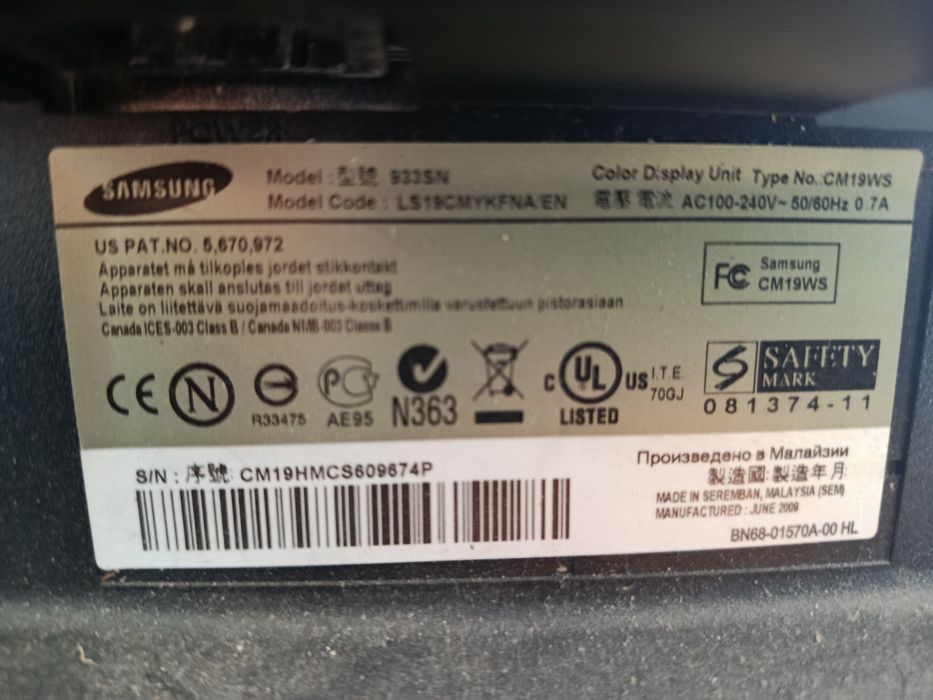 POWER
SAMSUNG
Model : 型號 933SN
Model Code : LS19CMYKFNA/EN
Color Display Unit Type No.:CM19WS
電壓 電流 AC100-240V~ 50/60Hz 0.7A
US PAT.NO. 5,670,972
Apparatet må tilkoples jordet stikkontakt
Apparaten skall anslutas till jordet uttag
Laite on liitettävä suojamaadoitus-koskettimilla varustettuun pistorasiaan
Canada ICES-003 Class B / Canada NMB-003 Classe B
FC Samsung
CM19WS
CE N R33475 PCT AE95 N363
C UL US LISTED I.T.E.
70GJ
S SAFETY
MARK
081374-11
S/N : 序號 CM19HMCS609674P
Произведено в Малайзии
製造國 製造年月
MADE IN SEREMBAN, MALAYSIA (SEM)
MANUFACTURED : JUNE 2009
BN68-01570A-00 HL